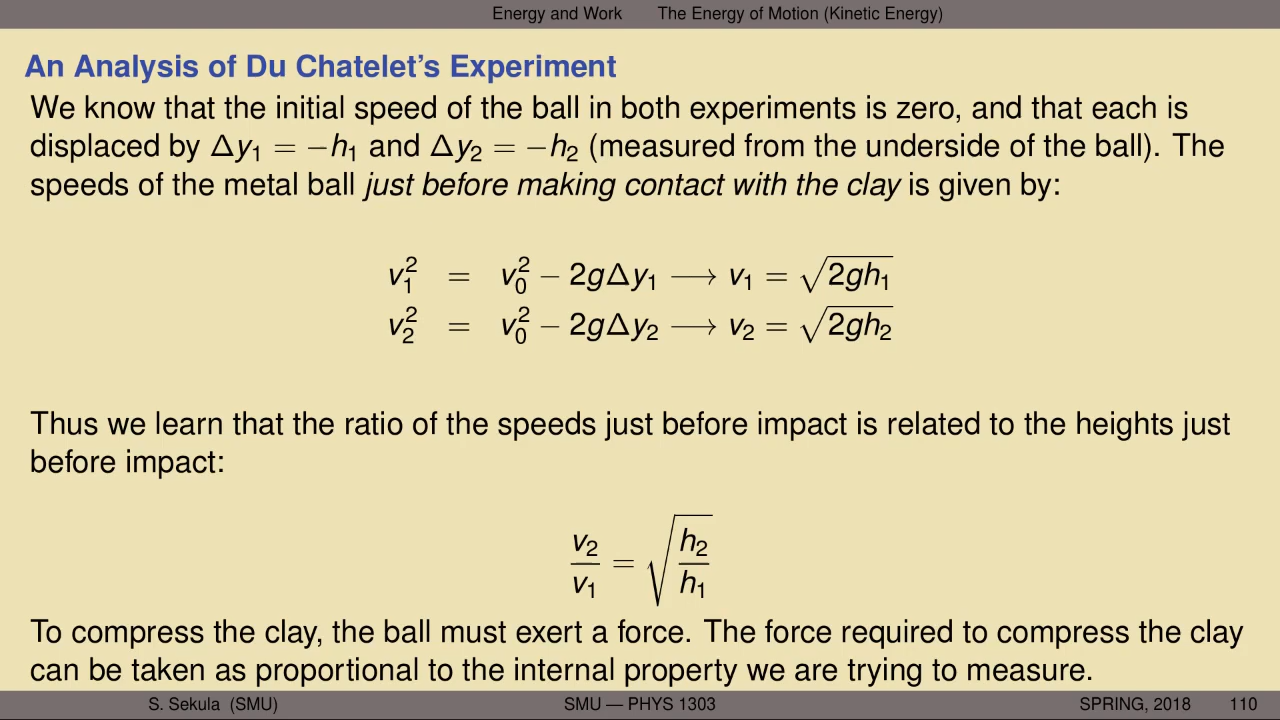 Energy and Work The Energy of Motion (Kinetic Energy)
An Analysis of Du Chatelet's Experiment
We know that the initial speed of the ball in both experiments is zero, and that each is
displaced by Δy₁ = −h₁ and Δy₂ = −h₂ (measured from the underside of the ball). The
speeds of the metal ball just before making contact with the clay is given by:
v₁² = v₀² − 2gΔy₁ ⟶ v₁ = √(2gh₁)
v₂² = v₀² − 2gΔy₂ ⟶ v₂ = √(2gh₂)
Thus we learn that the ratio of the speeds just before impact is related to the heights just
before impact:
v₂/v₁ = √(h₂/h₁)
To compress the clay, the ball must exert a force. The force required to compress the clay
can be taken as proportional to the internal property we are trying to measure.
S. Sekula (SMU) SMU — PHYS 1303 SPRING, 2018 110